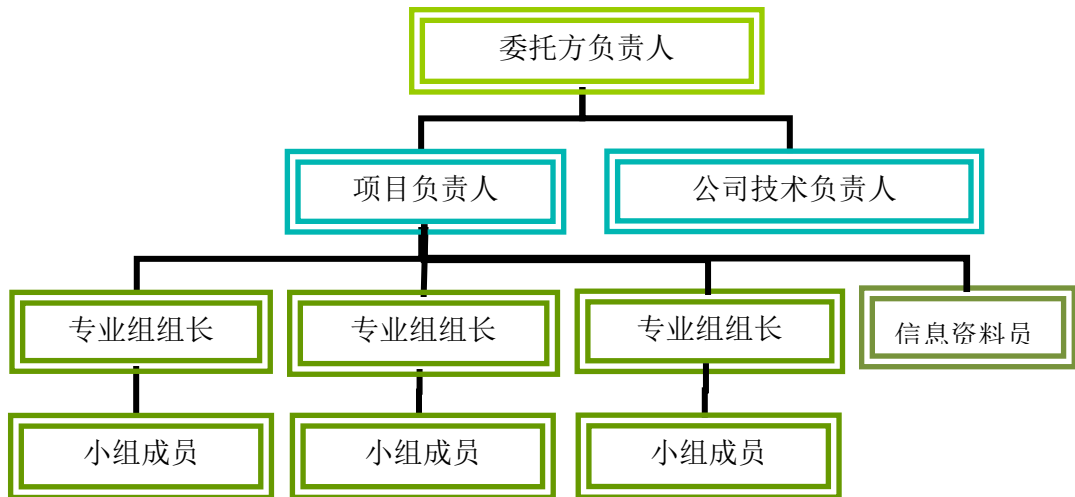 委托方负责人
项目负责人
公司技术负责人
专业组组长
专业组组长
专业组组长
信息资料员
小组成员
小组成员
小组成员